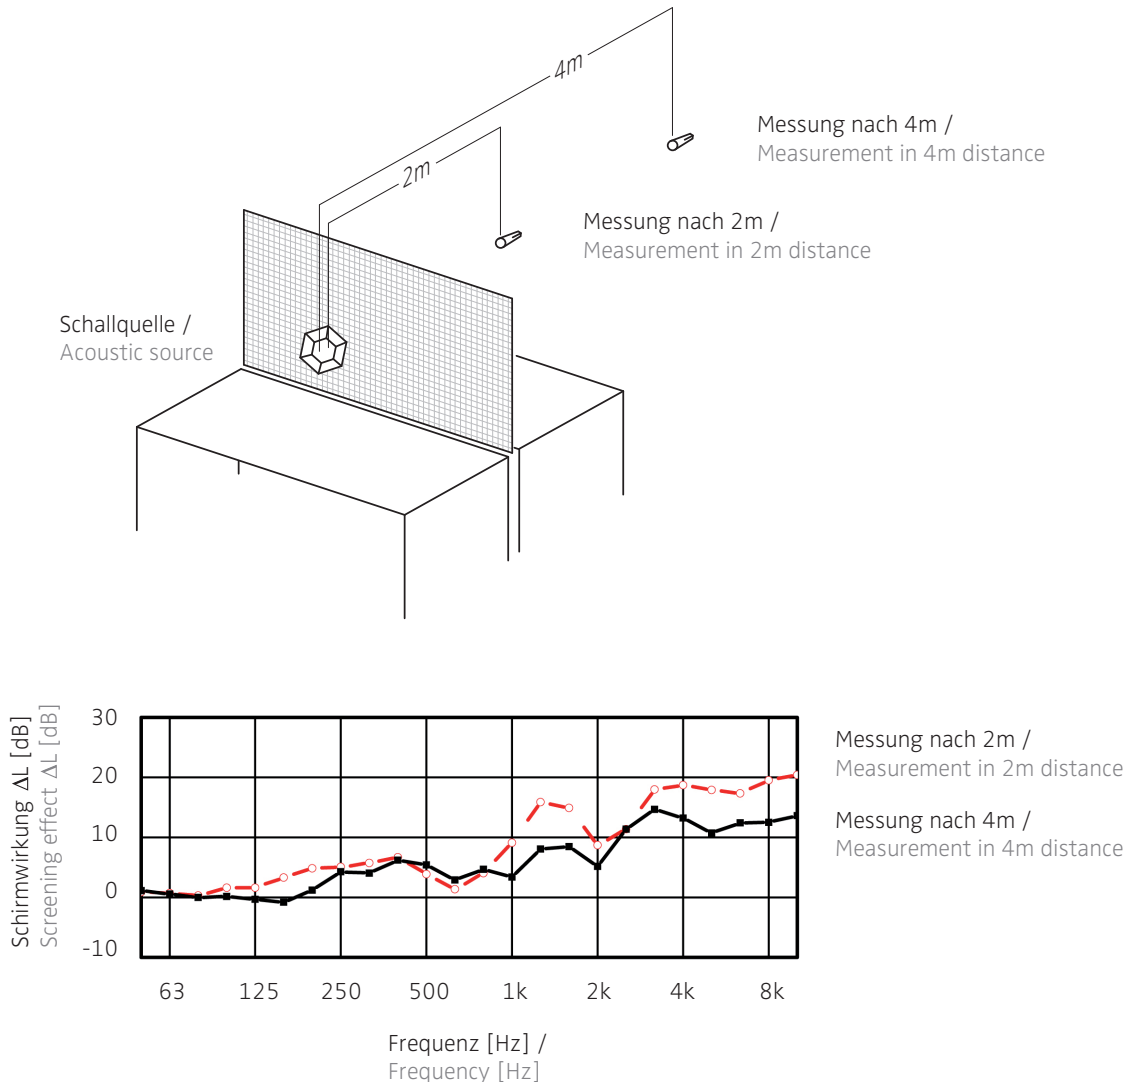 4m
Messung nach 4m /
Measurement in 4m distance
2m
Messung nach 2m /
Measurement in 2m distance
Schallquelle /
Acoustic source
Schirmwirkung ΔL [dB]
Screening effect ΔL [dB]
30
20
10
0
-10
63 125 250 500 1k 2k 4k 8k
Frequenz [Hz] /
Frequency [Hz]
Messung nach 2m /
Measurement in 2m distance
Messung nach 4m /
Measurement in 4m distance